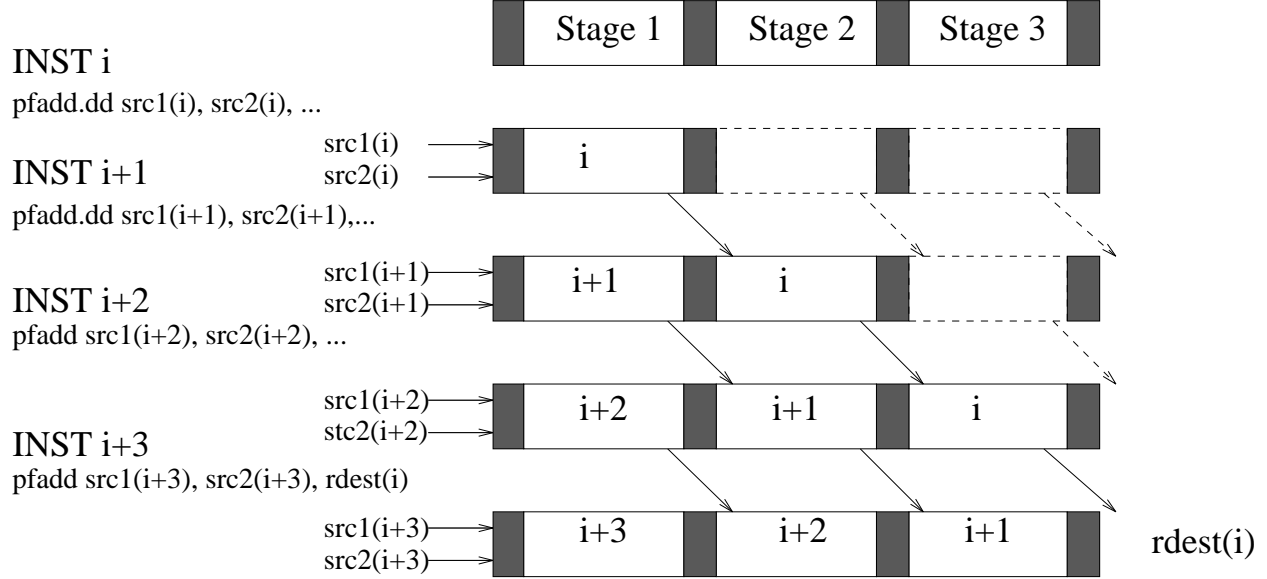 Stage 1 Stage 2 Stage 3
INST i
pfadd.dd src1(i), src2(i), ...
src1(i)
i
src2(i)
INST i+1
pfadd.dd src1(i+1), src2(i+1),...
src1(i+1)
i+1 i
src2(i+1)
INST i+2
pfadd src1(i+2), src2(i+2), ...
src1(i+2)
i+2 i+1 i
stc2(i+2)
INST i+3
pfadd src1(i+3), src2(i+3), rdest(i)
src1(i+3)
i+3 i+2 i+1
rdest(i)
src2(i+3)